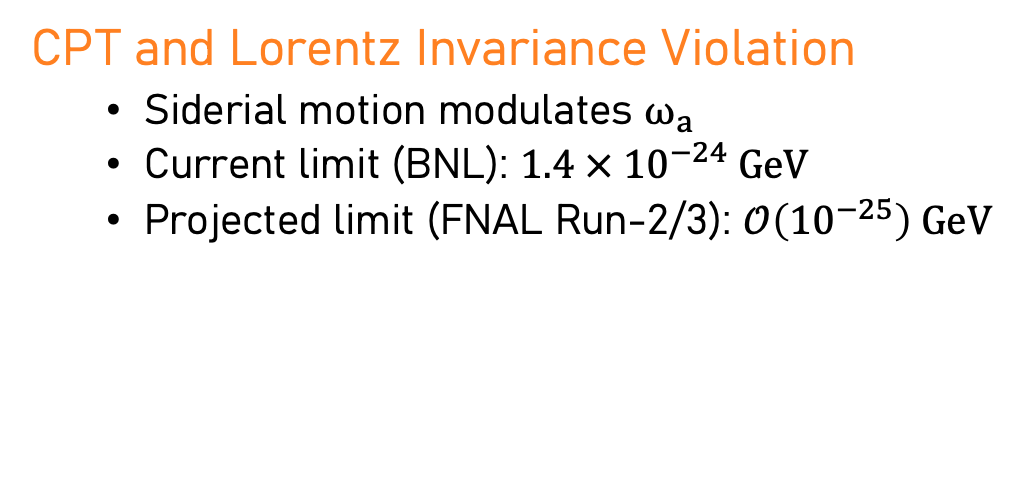 CPT and Lorentz Invariance Violation
• Siderial motion modulates ωₐ
• Current limit (BNL): 1.4 × 10⁻²⁴ GeV
• Projected limit (FNAL Run-2/3): 𝒪(10⁻²⁵) GeV